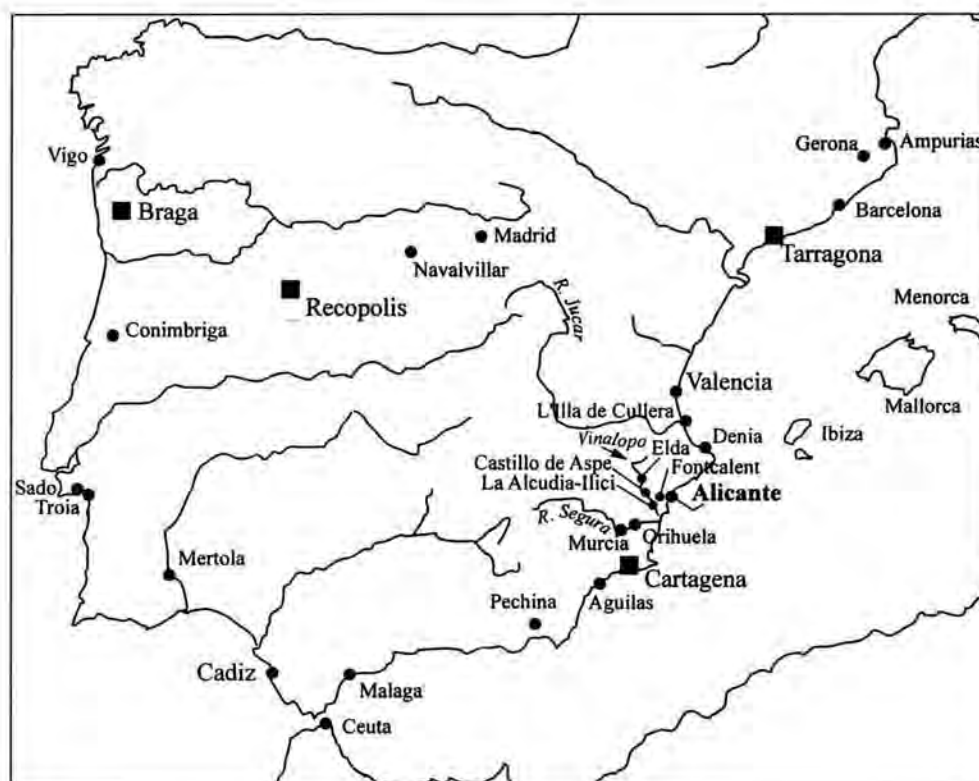 Vigo
Gerona
Ampurias
Braga
Barcelona
Madrid
Tarragona
Navalvillar
Recopolis
R. Jucar
Menorca
Conimbriga
Valencia
Mallorca
L'Illa de Cullera
Denia
Ibiza
Vinalopo
Elda
Castillo de Aspe
Fontcalent
La Alcudia-Ilici
Alicante
Sado
Troia
R. Segura
Orihuela
Murcia
Mertola
Cartagena
Aguilas
Pechina
Cadiz
Malaga
Ceuta